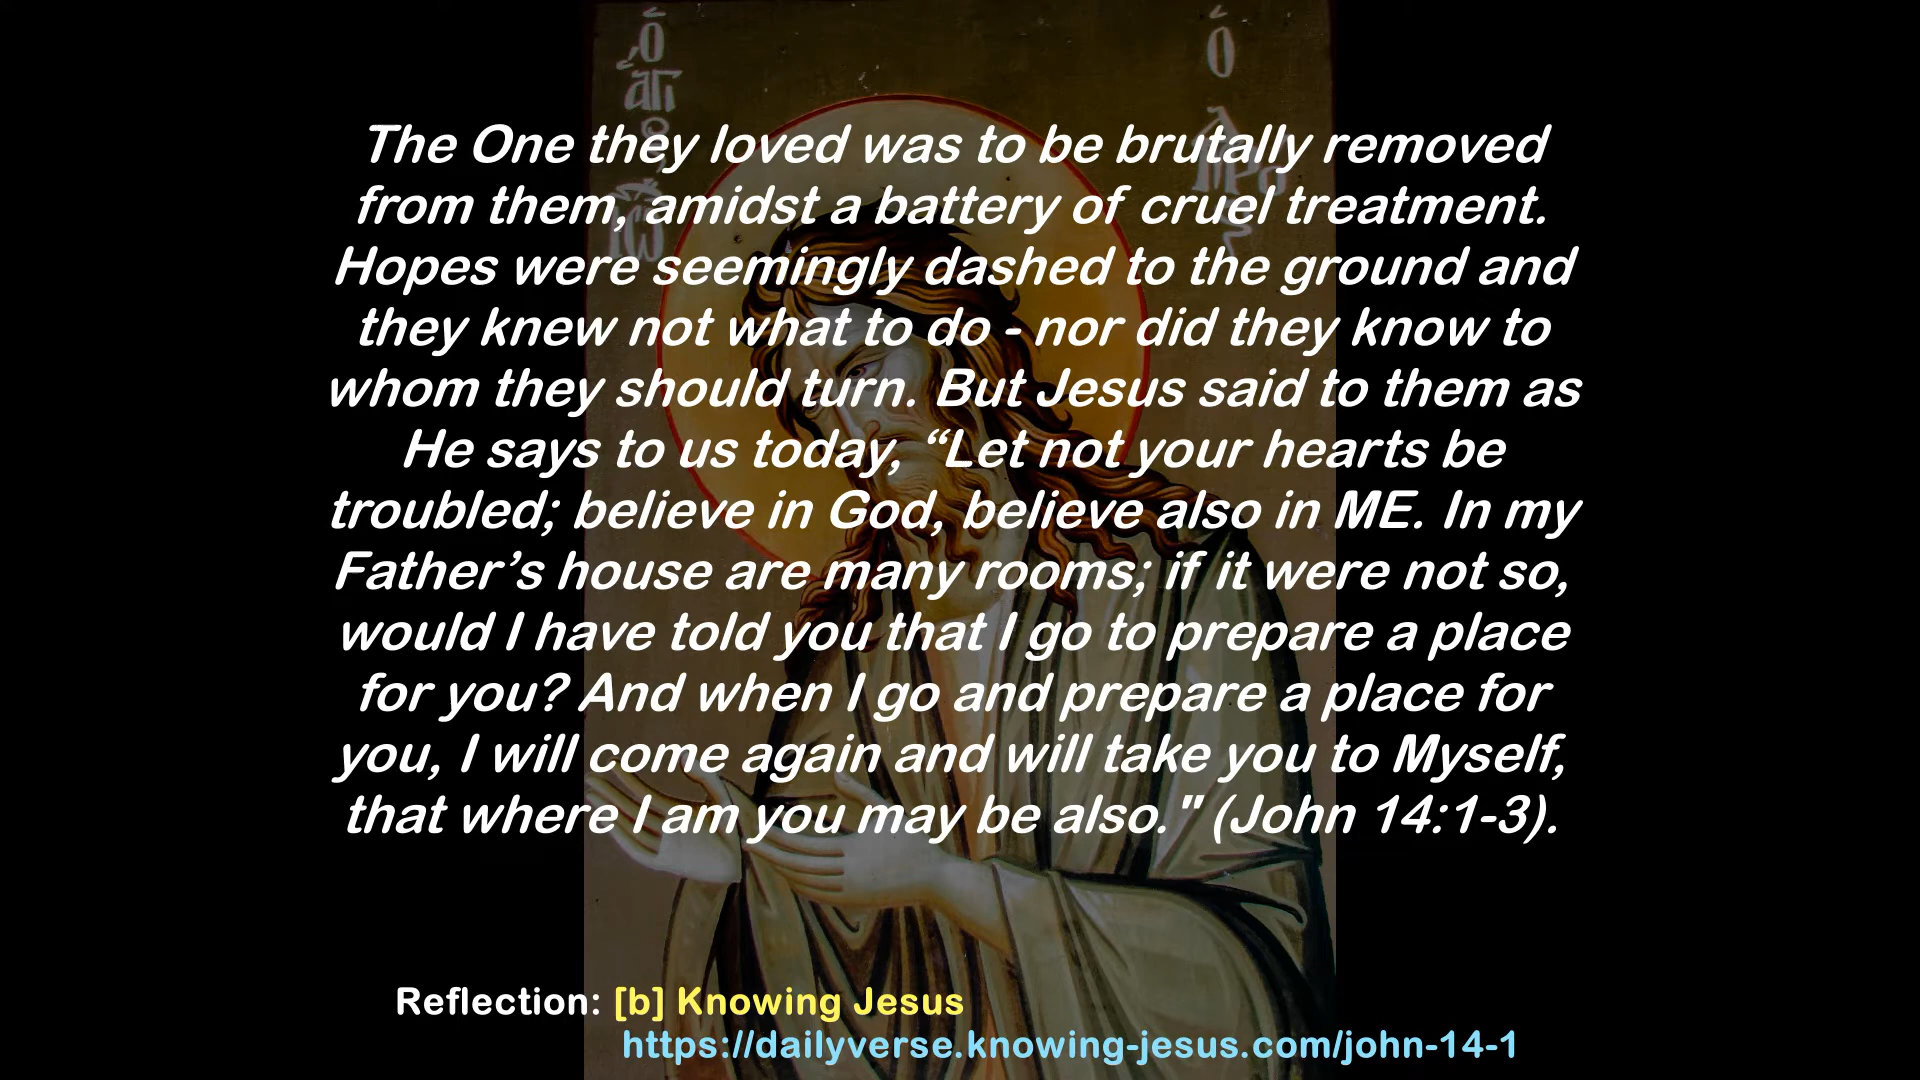 The One they loved was to be brutally removed
from them, amidst a battery of cruel treatment.
Hopes were seemingly dashed to the ground and
they knew not what to do - nor did they know to
whom they should turn. But Jesus said to them as
He says to us today, “Let not your hearts be
troubled; believe in God, believe also in ME. In my
Father’s house are many rooms; if it were not so,
would I have told you that I go to prepare a place
for you? And when I go and prepare a place for
you, I will come again and will take you to Myself,
that where I am you may be also." (John 14:1-3).
Reflection: [b] Knowing Jesus
https://dailyverse.knowing-jesus.com/john-14-1